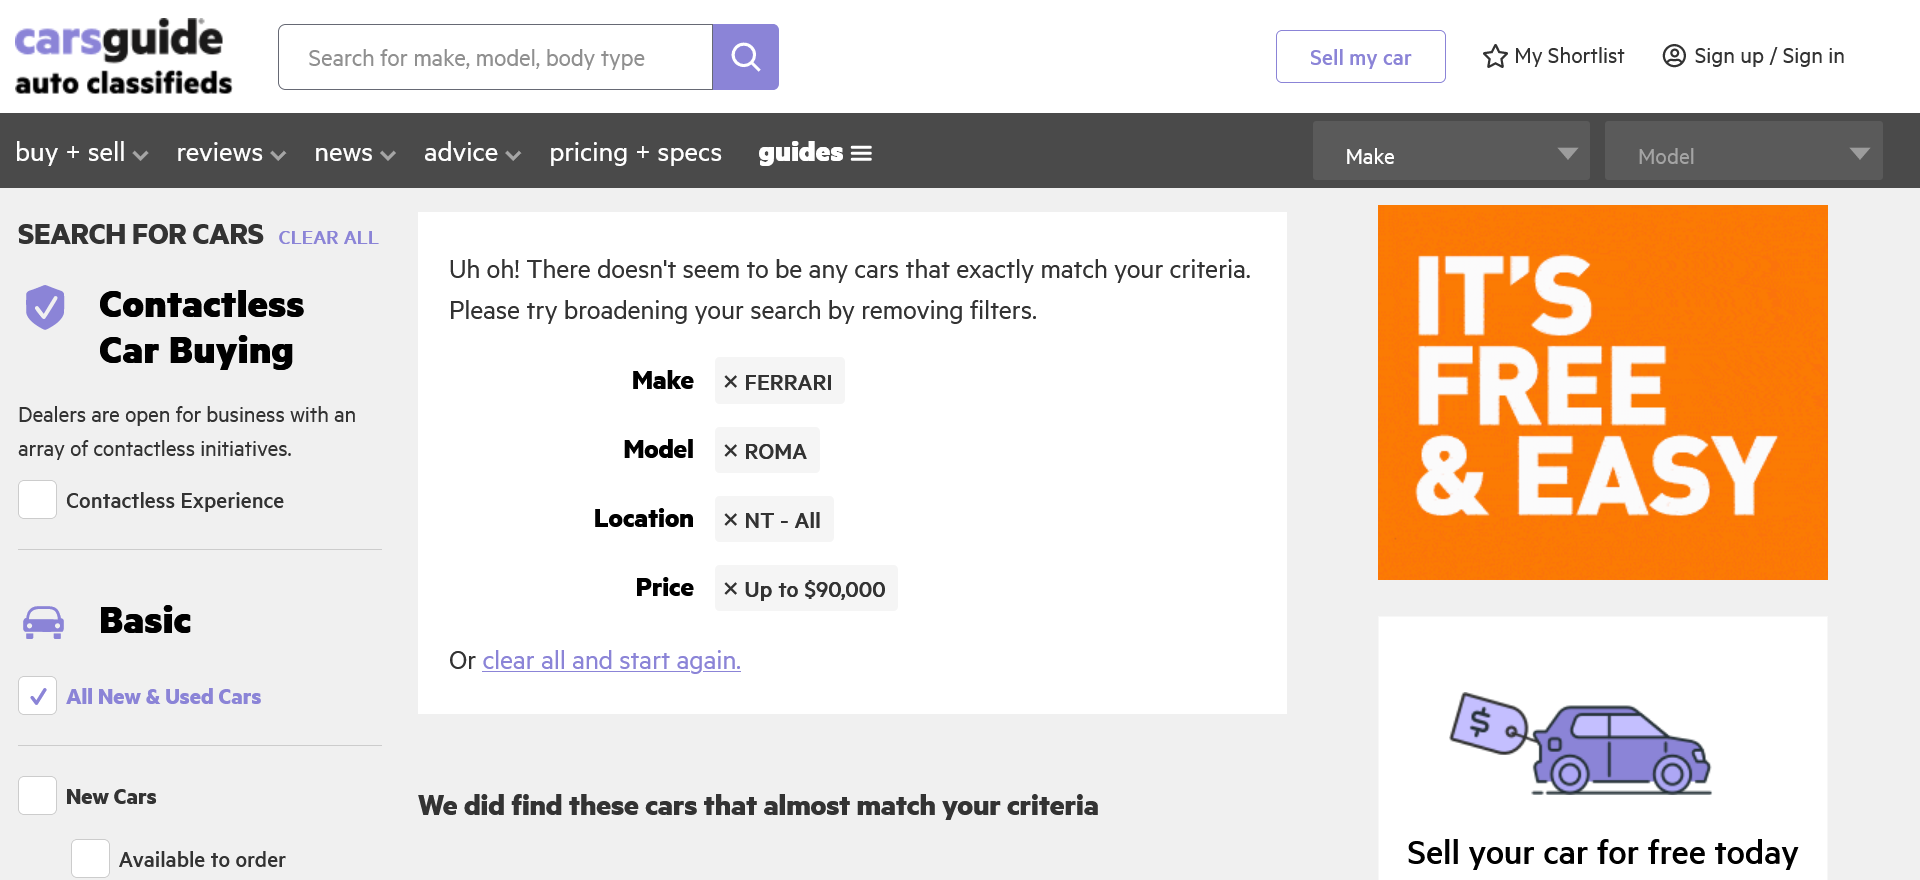 carsguide
auto classifieds
Search for make, model, body type
Sell my car
My Shortlist
Sign up / Sign in
buy + sell
reviews
news
advice
pricing + specs
guides
Make
Model
SEARCH FOR CARS
CLEAR ALL
Contactless
Car Buying
Dealers are open for business with an
array of contactless initiatives.
Contactless Experience
Basic
All New & Used Cars
New Cars
Available to order
Uh oh! There doesn't seem to be any cars that exactly match your criteria.
Please try broadening your search by removing filters.
Make × FERRARI
Model × ROMA
Location × NT - All
Price × Up to $90,000
Or clear all and start again.
We did find these cars that almost match your criteria
IT'S
FREE
& EASY
$
Sell your car for free today